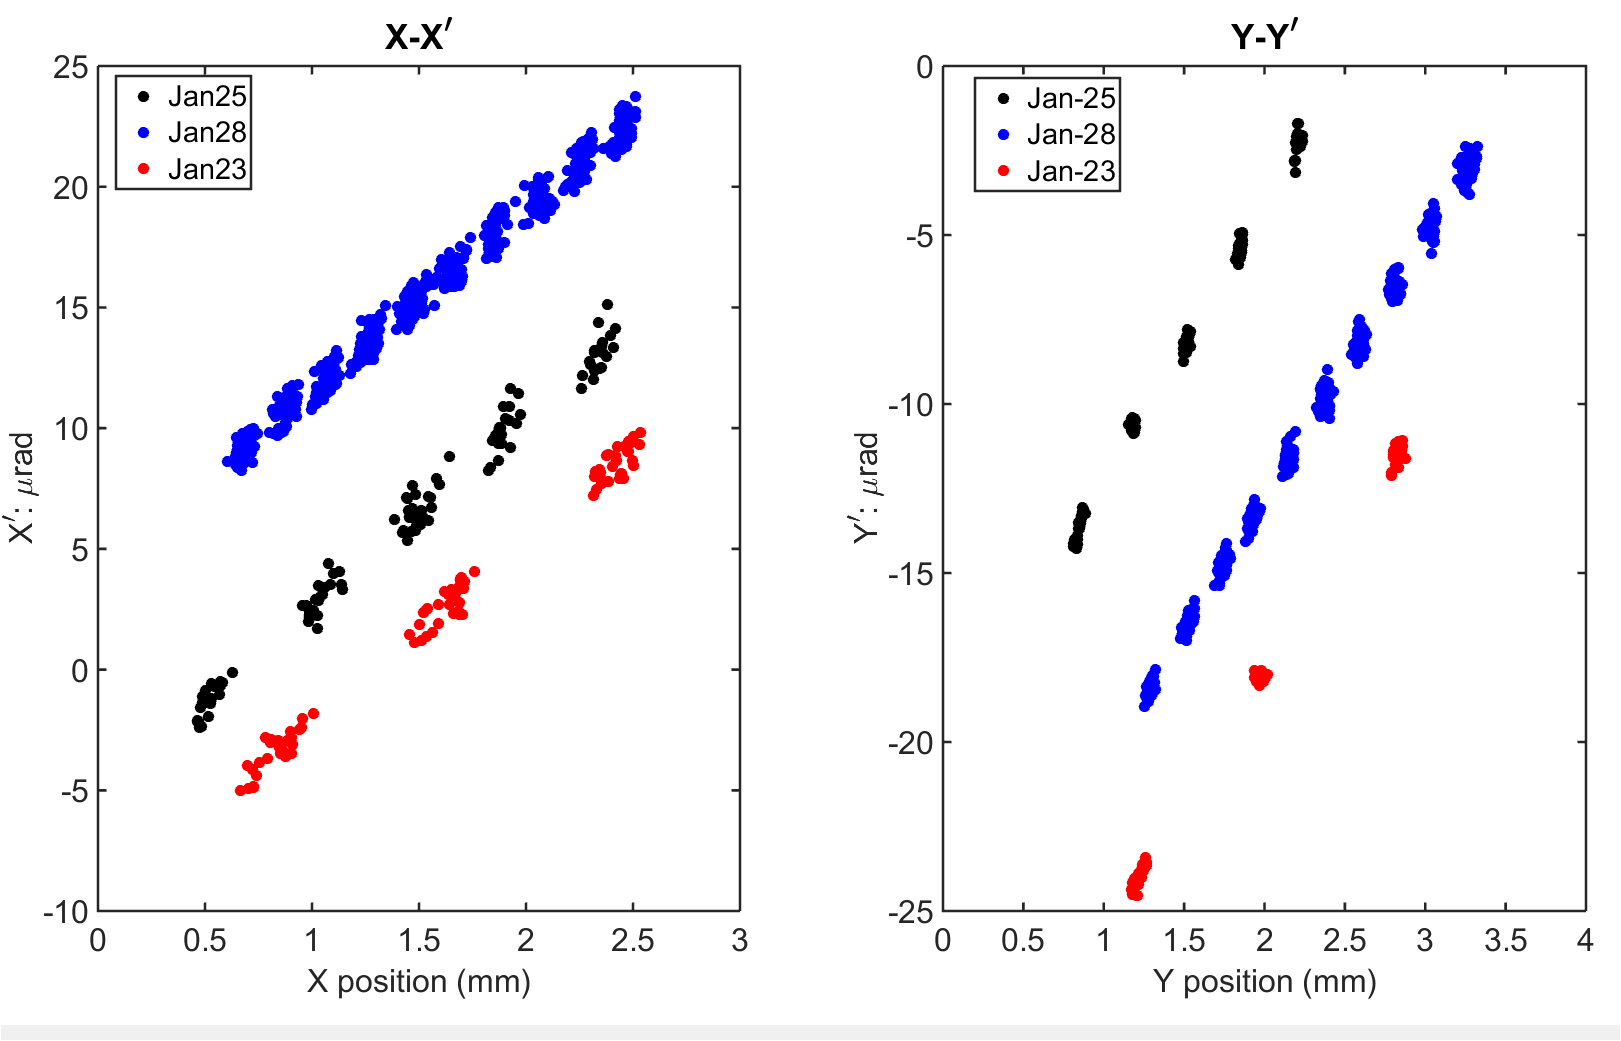 X-X′
25
20
15
10
5
0
-5
-10
0 0.5 1 1.5 2 2.5 3
X position (mm)
X′: μrad
Jan25
Jan28
Jan23
Y-Y′
0
-5
-10
-15
-20
-25
0 0.5 1 1.5 2 2.5 3 3.5 4
Y position (mm)
Y′: μrad
Jan-25
Jan-28
Jan-23